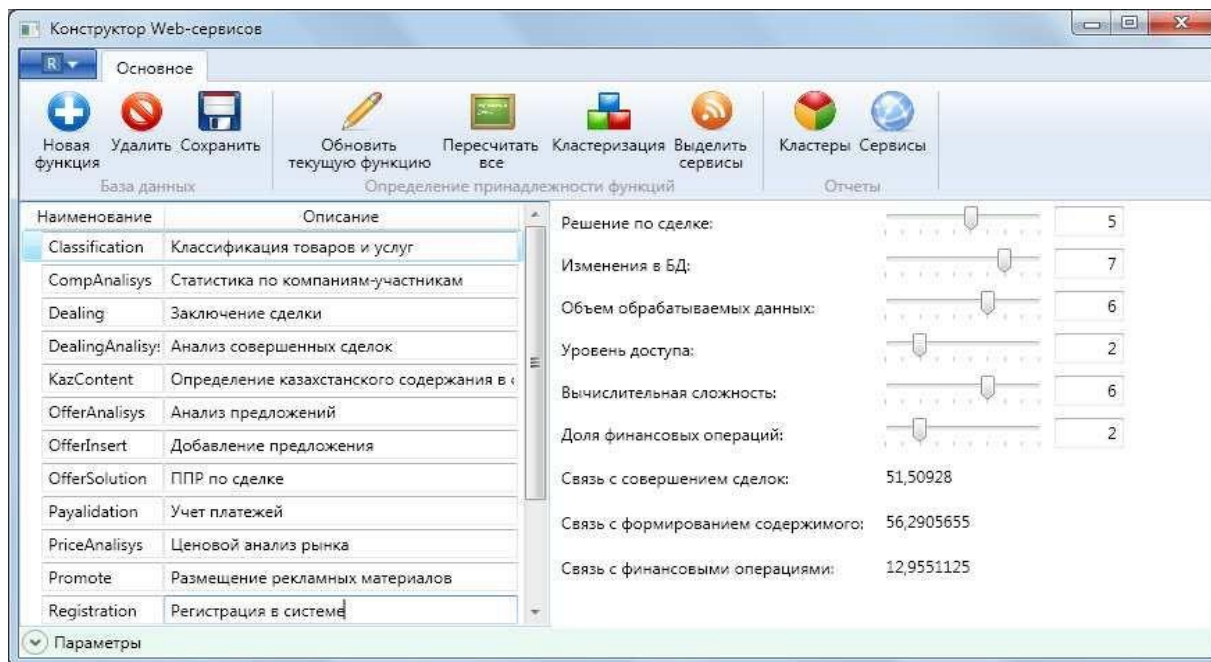 Конструктор Web-сервисов
R
Основное
Новая функция
Удалить
Сохранить
Обновить текущую функцию
Пересчитать все
Кластеризация
Выделить сервисы
Кластеры
Сервисы
База данных
Определение принадлежности функций
Отчеты
Наименование Описание
Classification Классификация товаров и услуг
CompAnalisys Статистика по компаниям-участникам
Dealing Заключение сделки
DealingAnalisy Анализ совершенных сделок
KazContent Определение казахстанского содержания в
OfferAnalisys Анализ предложений
OfferInsert Добавление предложения
OfferSolution ППР по сделке
Payalidation Учет платежей
PriceAnalisys Ценовой анализ рынка
Promote Размещение рекламных материалов
Registration Регистрация в системе
Решение по сделке: 5
Изменения в БД: 7
Объем обрабатываемых данных: 6
Уровень доступа: 2
Вычислительная сложность: 6
Доля финансовых операций: 2
Связь с совершением сделок: 51,50928
Связь с формированием содержимого: 56,2905655
Связь с финансовыми операциями: 12,9551125
Параметры